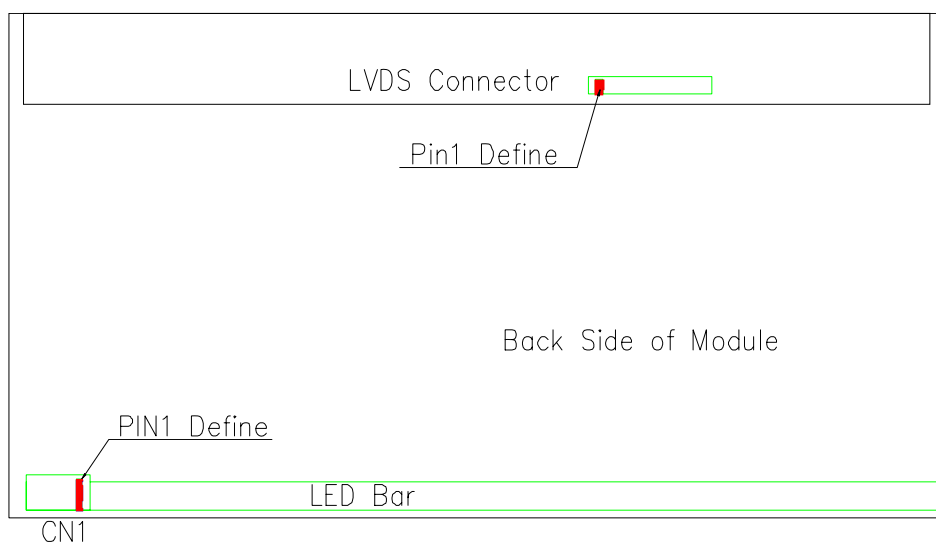 LVDS Connector
Pin1 Define
Back Side of Module
PIN1 Define
LED Bar
CN1